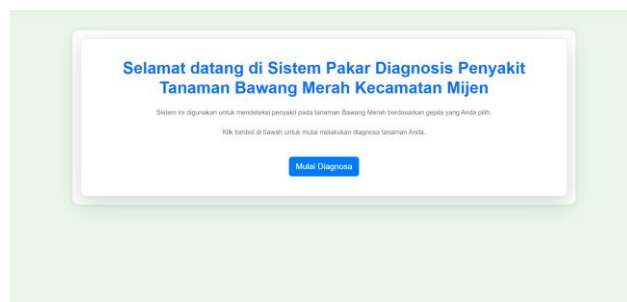 Selamat datang di Sistem Pakar Diagnosis Penyakit
Tanaman Bawang Merah Kecamatan Mijen
Sistem ini digunakan untuk mendeteksi penyakit pada tanaman Bawang Merah berdasarkan gejala yang Anda pilih.
Klik tombol di bawah untuk mulai melakukan diagnosa tanaman Anda.
Mulai Diagnosa